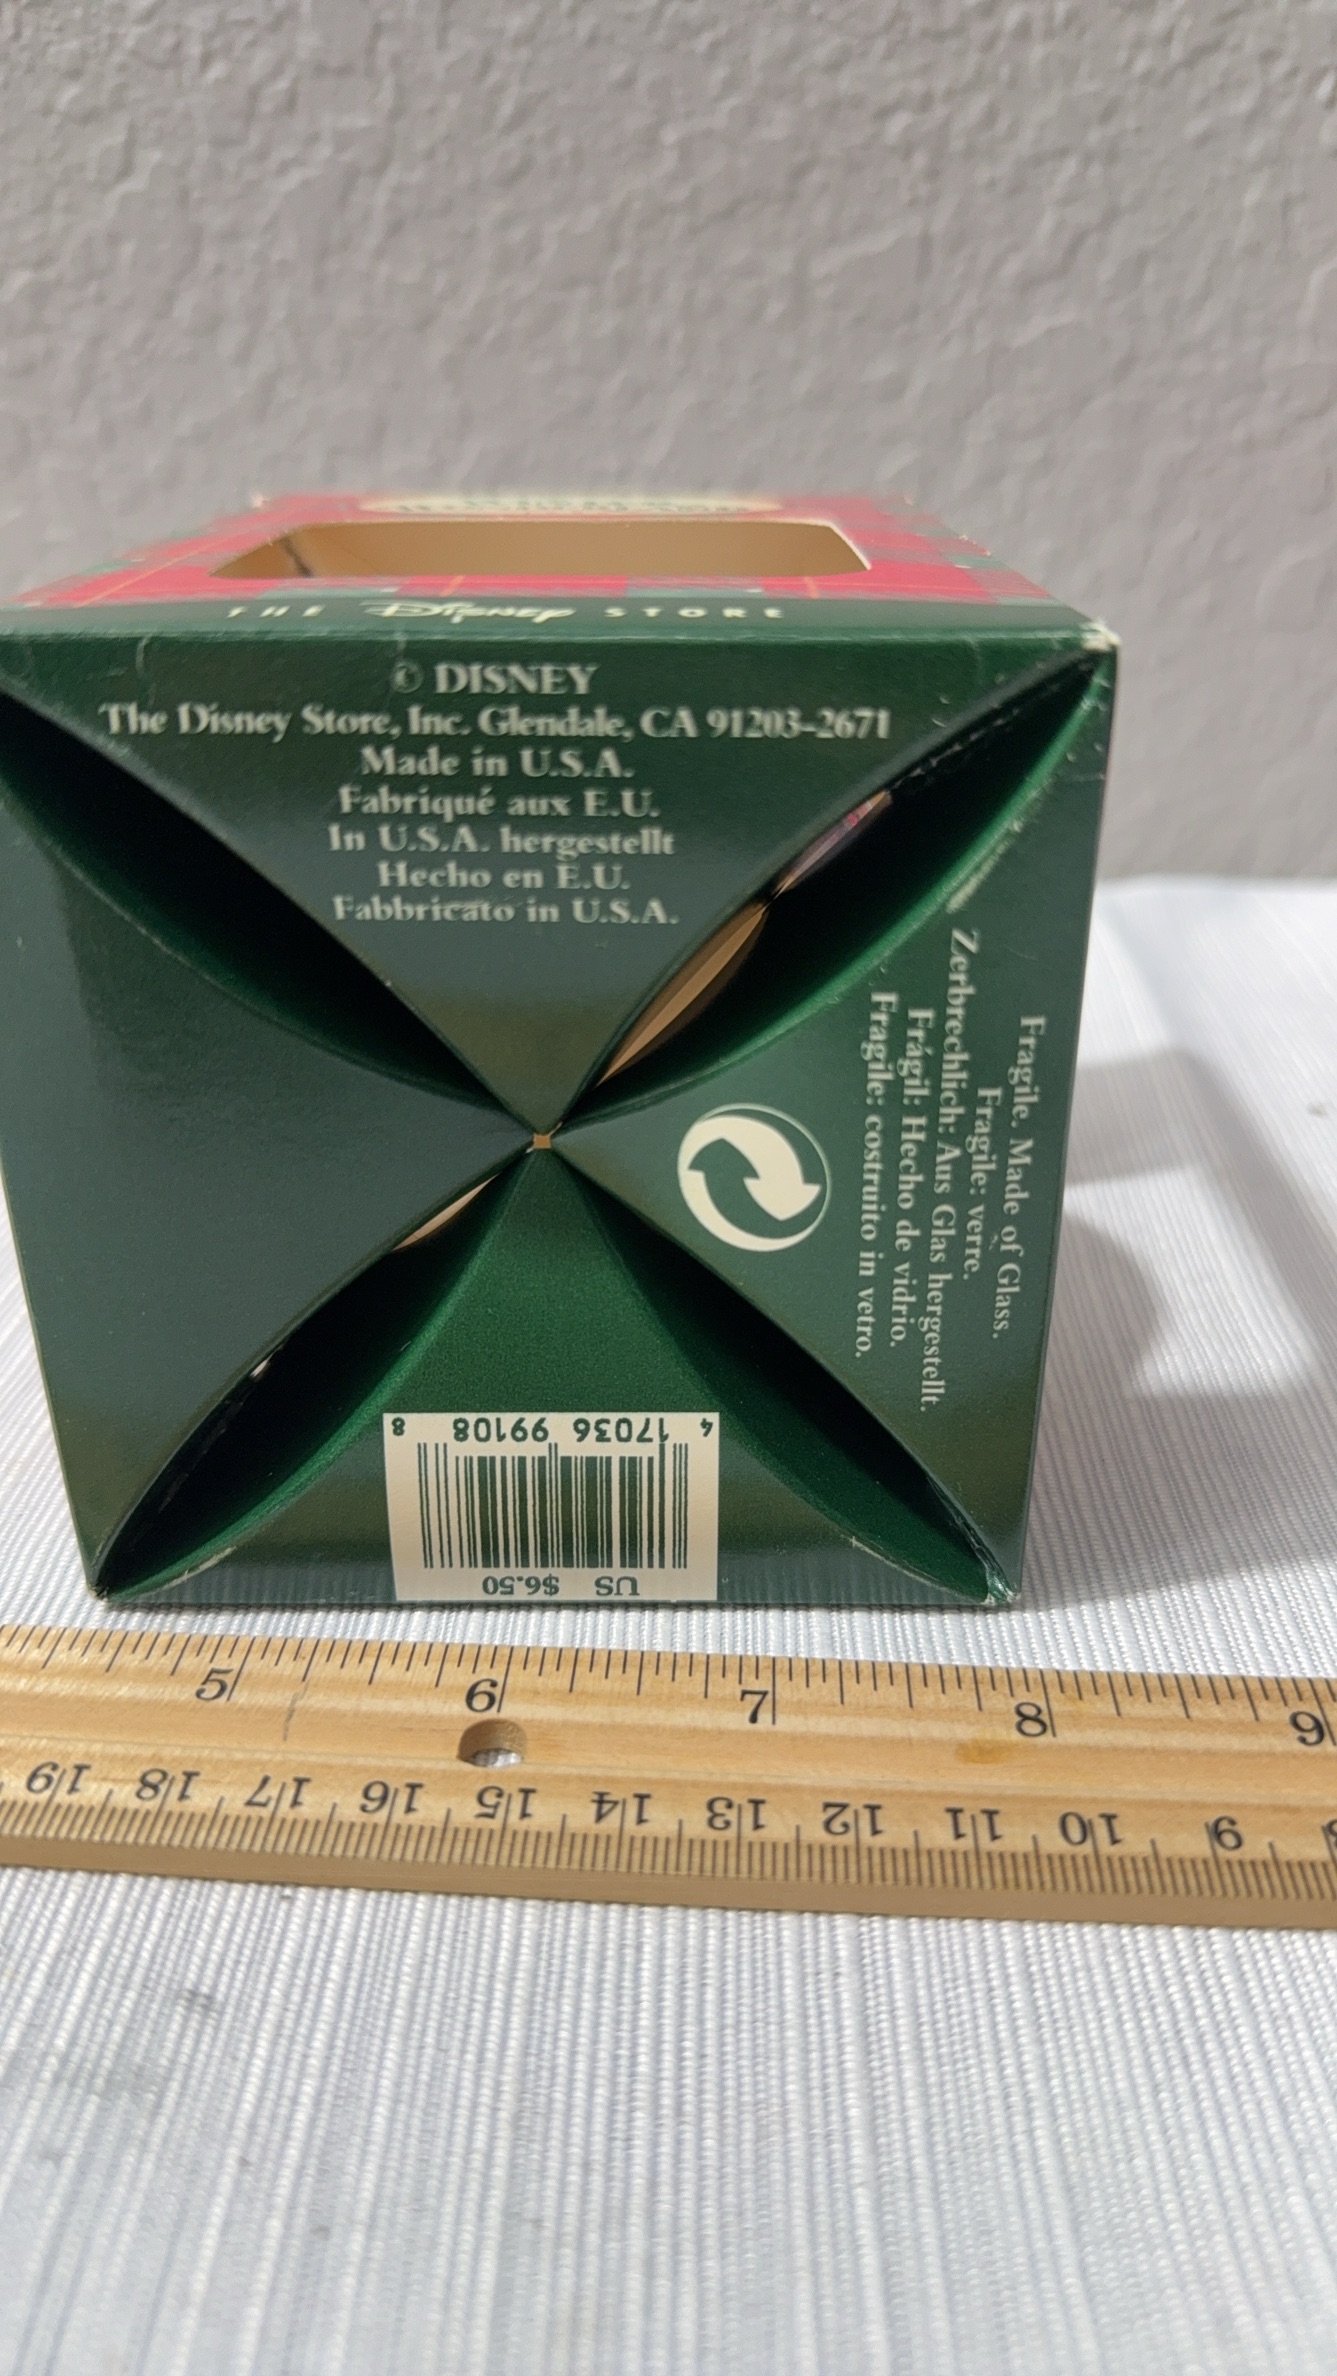 THE Disney STORE
© DISNEY
The Disney Store, Inc. Glendale, CA 91203-2671
Made in U.S.A.
Fabriqué aux E.U.
In U.S.A. hergestellt
Hecho en E.U.
Fabbricato in U.S.A.
Fragile. Made of Glass.
Fragile: verre.
Zerbrechlich: Aus Glas hergestellt.
Frágil: Hecho de vidrio.
Fragile: costruito in vetro.
US $6.50
4 17036 99108 8
5 6 7 8 9
19 18 17 16 15 14 13 12 11 10 9